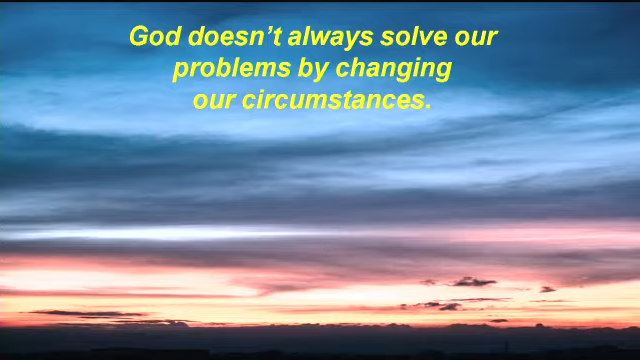 God doesn’t always solve our
problems by changing
our circumstances.